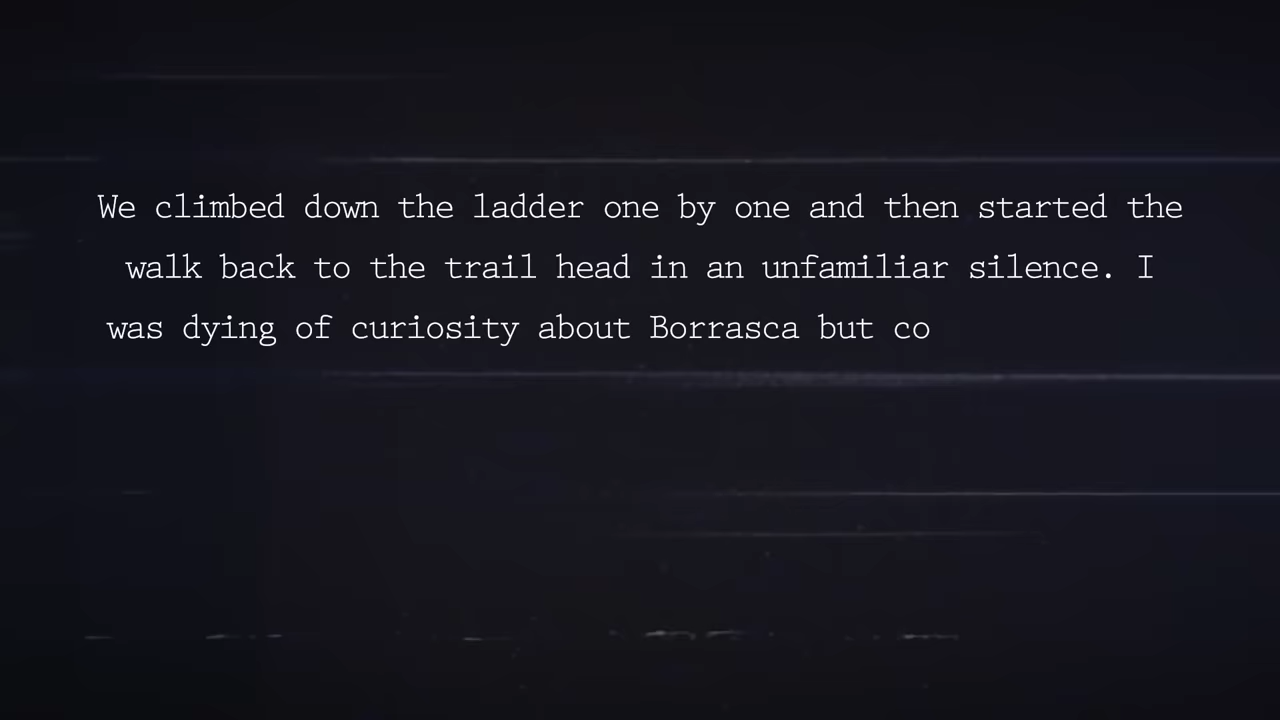 We climbed down the ladder one by one and then started the
walk back to the trail head in an unfamiliar silence. I
was dying of curiosity about Borrasca but co